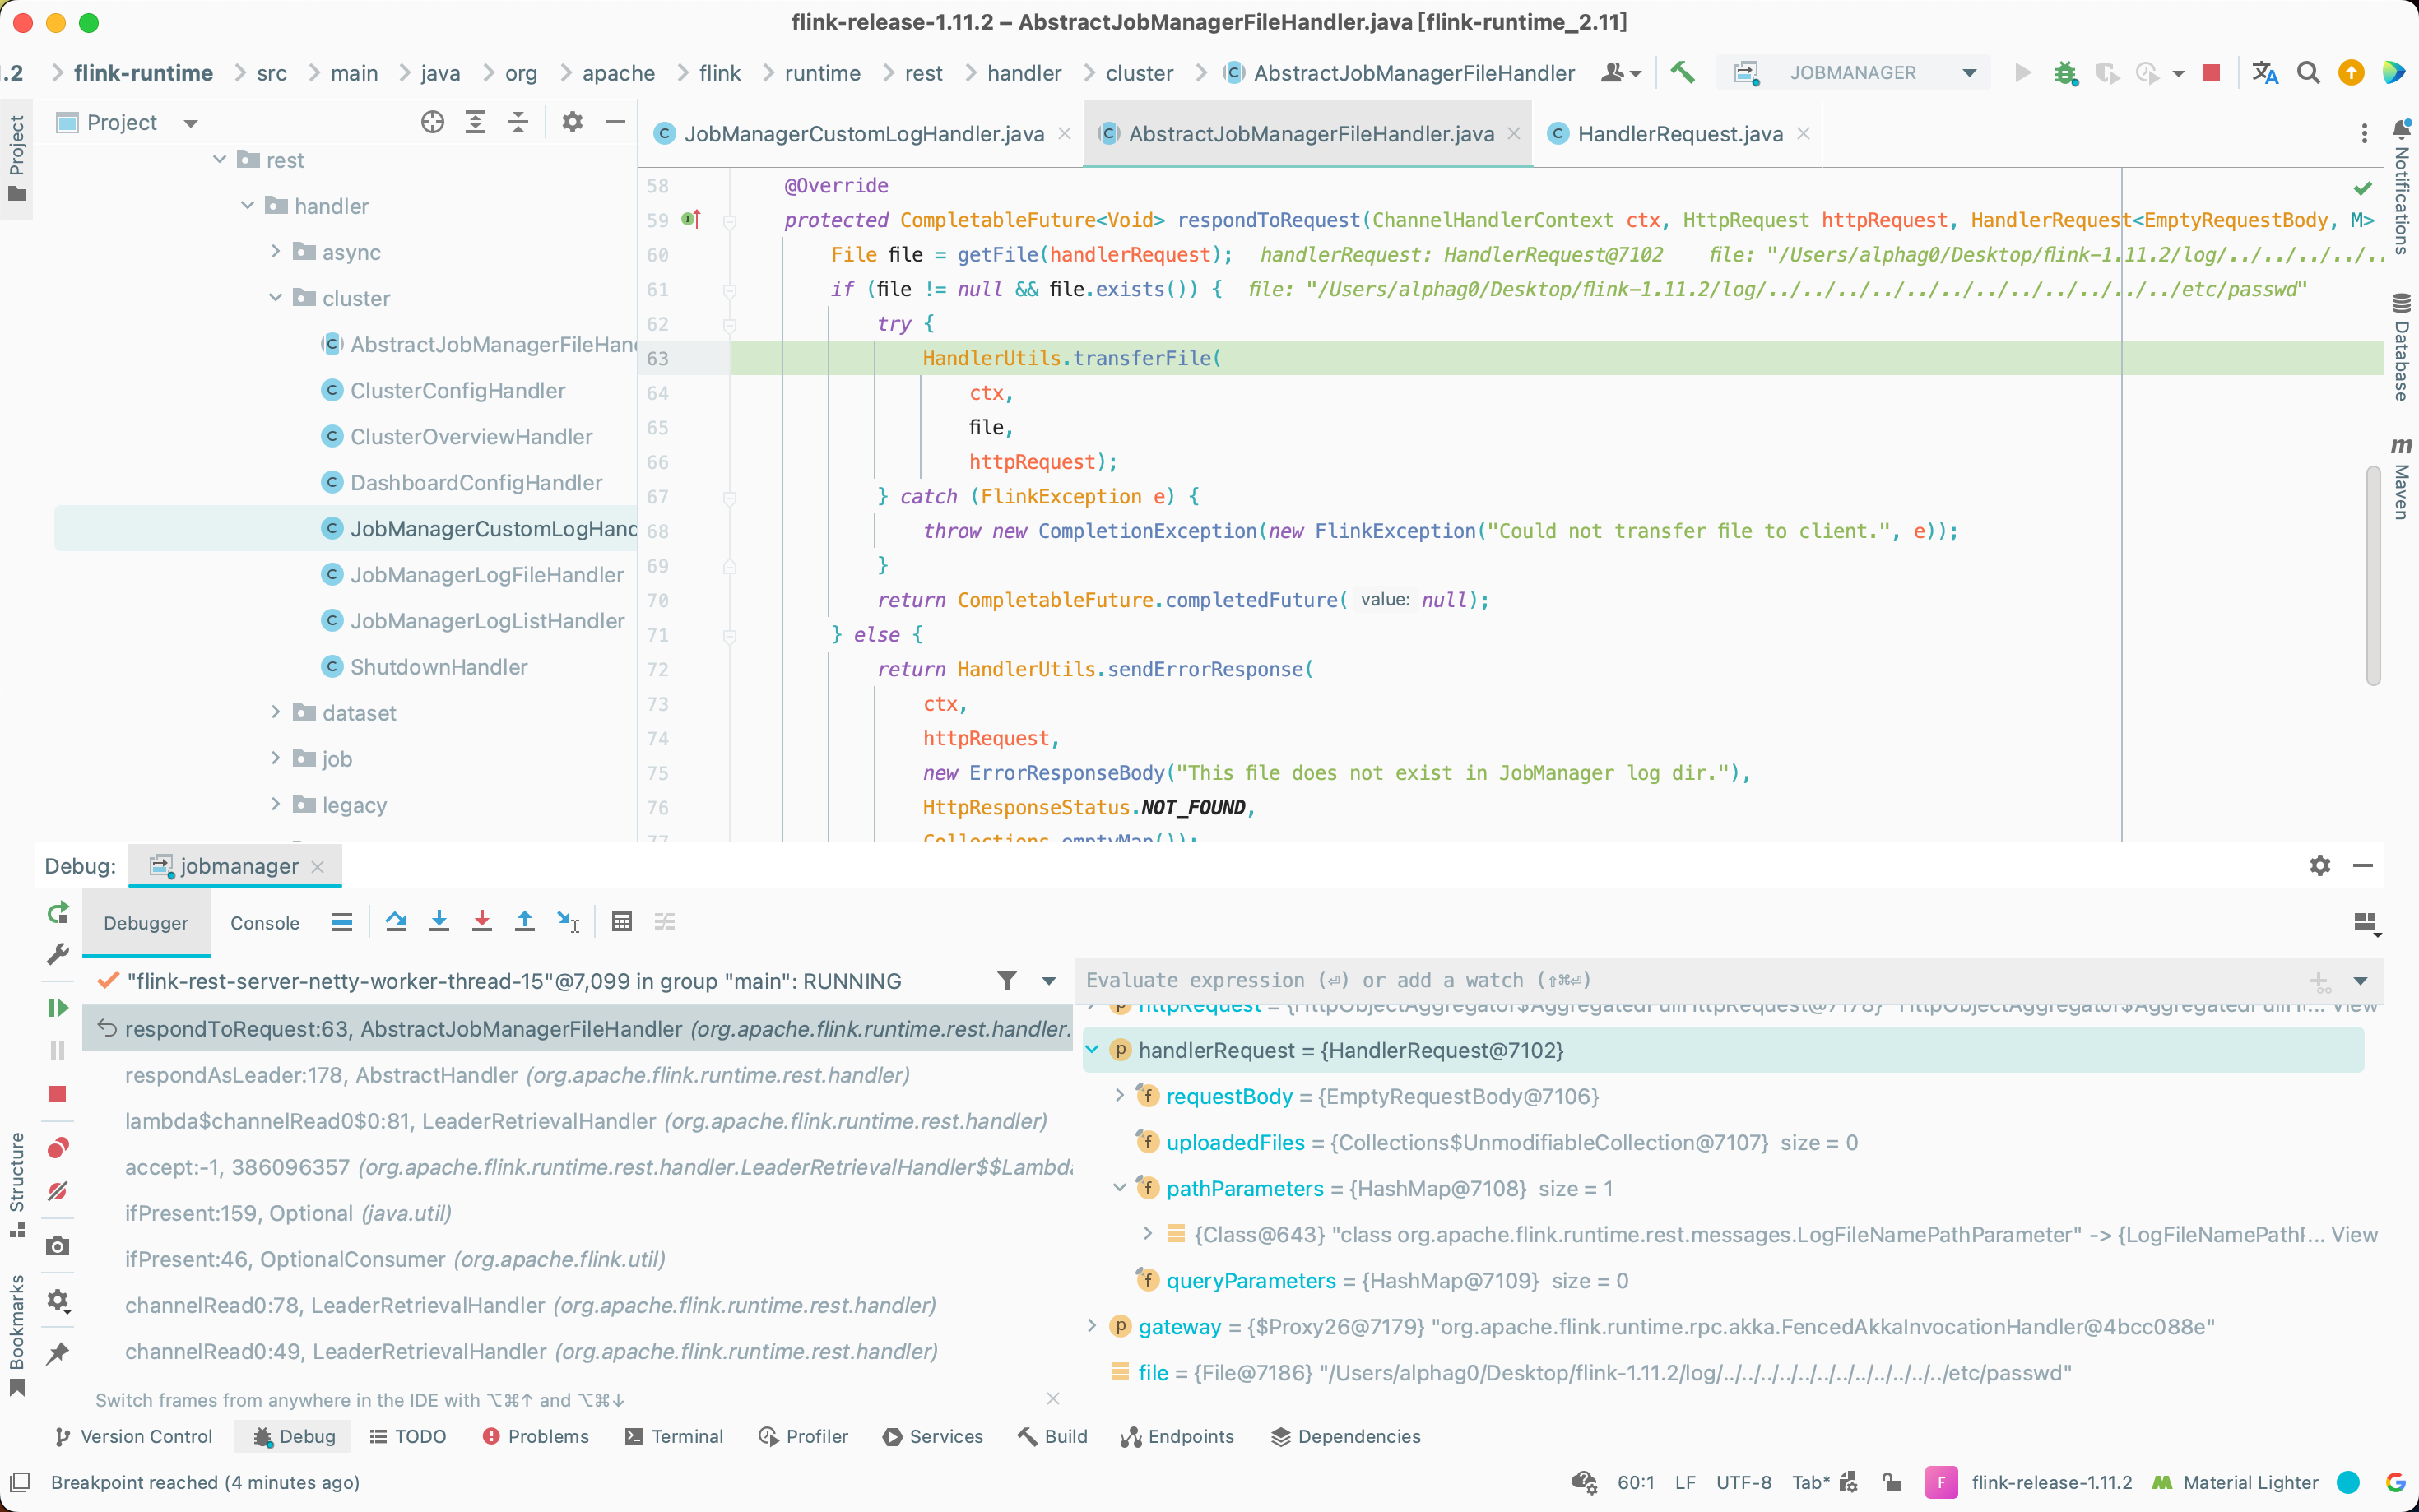 flink-release-1.11.2 – AbstractJobManagerFileHandler.java [flink-runtime_2.11]
.2 flink-runtime src main java org apache flink runtime rest handler cluster AbstractJobManagerFileHandler JOBMANAGER
Project
Project
JobManagerCustomLogHandler.java AbstractJobManagerFileHandler.java HandlerRequest.java
rest
handler
async
cluster
AbstractJobManagerFileHan
ClusterConfigHandler
ClusterOverviewHandler
DashboardConfigHandler
JobManagerCustomLogHand
JobManagerLogFileHandler
JobManagerLogListHandler
ShutdownHandler
dataset
job
legacy
58 @Override
59 protected CompletableFuture<Void> respondToRequest(ChannelHandlerContext ctx, HttpRequest httpRequest, HandlerRequest<EmptyRequestBody, M>
60 File file = getFile(handlerRequest); handlerRequest: HandlerRequest@7102 file: "/Users/alphag0/Desktop/flink-1.11.2/log/../../../../..
61 if (file != null && file.exists()) { file: "/Users/alphag0/Desktop/flink-1.11.2/log/../../../../../../../../../../../../etc/passwd"
62 try {
63 HandlerUtils.transferFile(
64 ctx,
65 file,
66 httpRequest);
67 } catch (FlinkException e) {
68 throw new CompletionException(new FlinkException("Could not transfer file to client.", e));
69 }
70 return CompletableFuture.completedFuture( value: null);
71 } else {
72 return HandlerUtils.sendErrorResponse(
73 ctx,
74 httpRequest,
75 new ErrorResponseBody("This file does not exist in JobManager log dir."),
76 HttpResponseStatus.NOT_FOUND,
77 Collections.emptyMap());
Notifications
Database
Maven
Debug: jobmanager
Debugger Console
"flink-rest-server-netty-worker-thread-15"@7,099 in group "main": RUNNING
respondToRequest:63, AbstractJobManagerFileHandler (org.apache.flink.runtime.rest.handler.
respondAsLeader:178, AbstractHandler (org.apache.flink.runtime.rest.handler)
lambda$channelRead0$0:81, LeaderRetrievalHandler (org.apache.flink.runtime.rest.handler)
accept:-1, 386096357 (org.apache.flink.runtime.rest.handler.LeaderRetrievalHandler$$Lambda
ifPresent:159, Optional (java.util)
ifPresent:46, OptionalConsumer (org.apache.flink.util)
channelRead0:78, LeaderRetrievalHandler (org.apache.flink.runtime.rest.handler)
channelRead0:49, LeaderRetrievalHandler (org.apache.flink.runtime.rest.handler)
Switch frames from anywhere in the IDE with ⌥⌘↑ and ⌥⌘↓
Evaluate expression (⏎) or add a watch (⇧⌘⏎)
httpRequest = {HttpObjectAggregator$AggregatedFullHttpRequest@7178} "HttpObjectAggregator$AggregatedFullH... View
handlerRequest = {HandlerRequest@7102}
requestBody = {EmptyRequestBody@7106}
uploadedFiles = {Collections$UnmodifiableCollection@7107} size = 0
pathParameters = {HashMap@7108} size = 1
{Class@643} "class org.apache.flink.runtime.rest.messages.LogFileNamePathParameter" -> {LogFileNamePathP... View
queryParameters = {HashMap@7109} size = 0
gateway = {$Proxy26@7179} "org.apache.flink.runtime.rpc.akka.FencedAkkaInvocationHandler@4bcc088e"
file = {File@7186} "/Users/alphag0/Desktop/flink-1.11.2/log/../../../../../../../../../../../../etc/passwd"
Structure
Bookmarks
Version Control Debug TODO Problems Terminal Profiler Services Build Endpoints Dependencies
Breakpoint reached (4 minutes ago) 60:1 LF UTF-8 Tab* F flink-release-1.11.2 Material Lighter